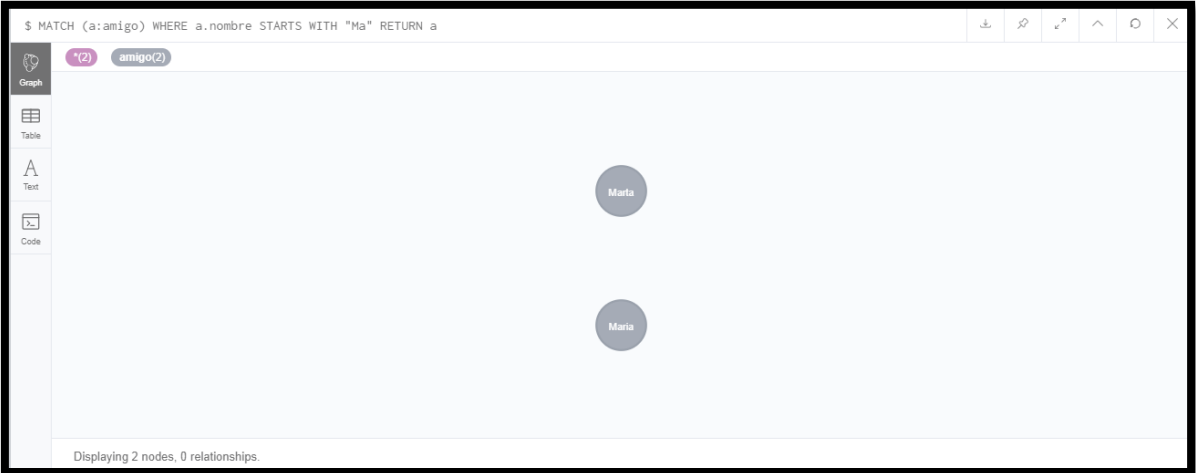 $ MATCH (a:amigo) WHERE a.nombre STARTS WITH "Ma" RETURN a
*(2) amigo(2)
Graph
Table
Text
Code
Marta
Maria
Displaying 2 nodes, 0 relationships.